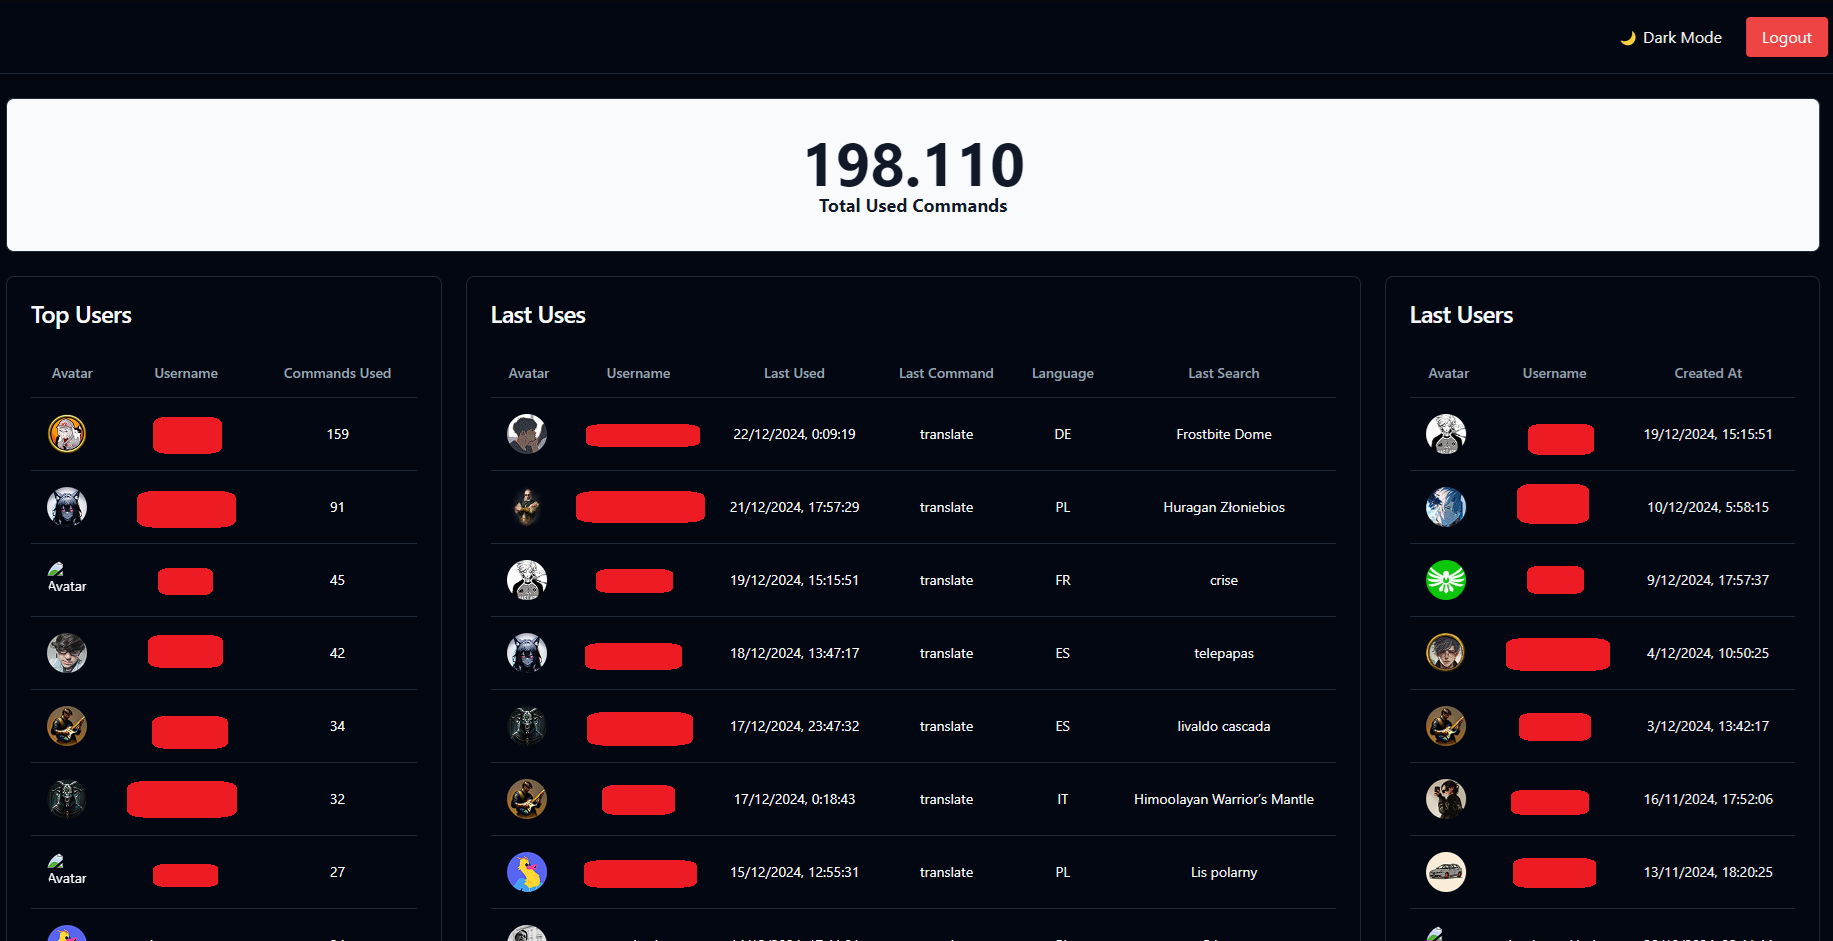 🌙 Dark Mode
Logout
198.110
Total Used Commands
Top Users
Avatar Username Commands Used
159
91
Avatar 45
42
34
32
Avatar 27
Last Uses
Avatar Username Last Used Last Command Language Last Search
22/12/2024, 0:09:19 translate DE Frostbite Dome
21/12/2024, 17:57:29 translate PL Huragan Złoniebios
19/12/2024, 15:15:51 translate FR crise
18/12/2024, 13:47:17 translate ES telepapas
17/12/2024, 23:47:32 translate ES livaldo cascada
17/12/2024, 0:18:43 translate IT Himoolayan Warrior’s Mantle
15/12/2024, 12:55:31 translate PL Lis polarny
Last Users
Avatar Username Created At
19/12/2024, 15:15:51
10/12/2024, 5:58:15
9/12/2024, 17:57:37
4/12/2024, 10:50:25
3/12/2024, 13:42:17
16/11/2024, 17:52:06
13/11/2024, 18:20:25